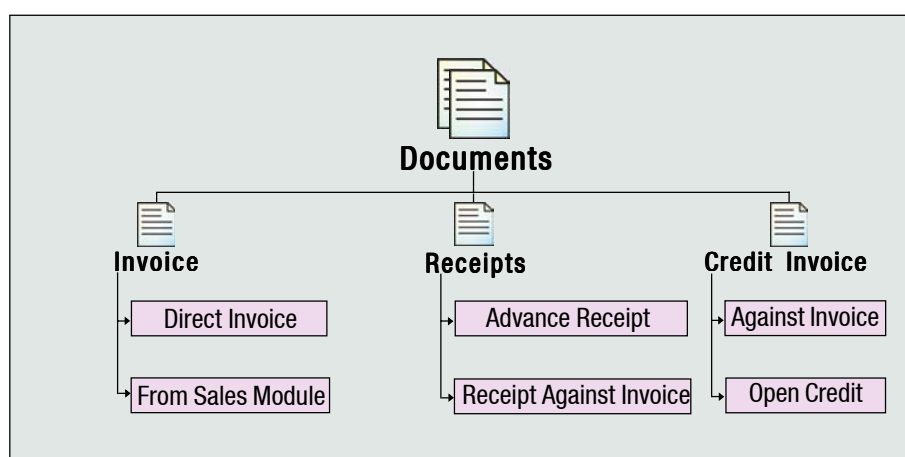 Documents
Invoice
Direct Invoice
From Sales Module
Receipts
Advance Receipt
Receipt Against Invoice
Credit Invoice
Against Invoice
Open Credit